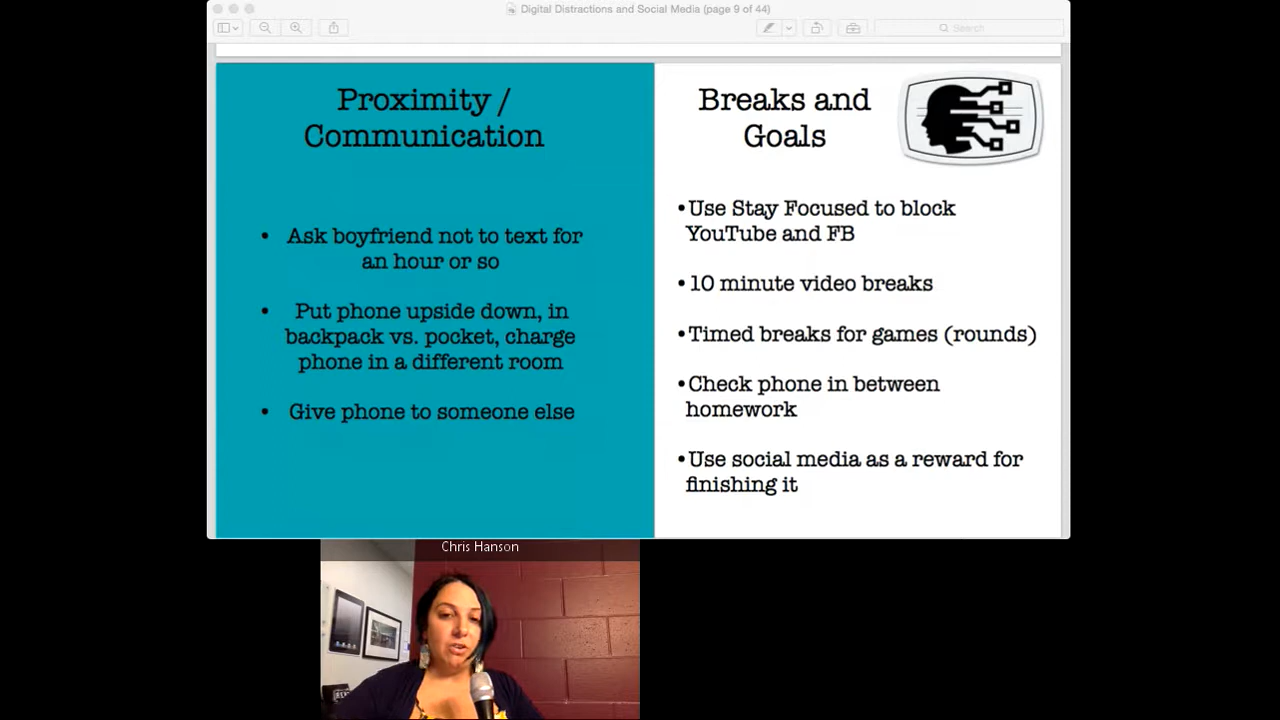 Digital Distractions and Social Media (page 9 of 44)
Search
Proximity /
Communication
• Ask boyfriend not to text for
an hour or so
• Put phone upside down, in
backpack vs. pocket, charge
phone in a different room
• Give phone to someone else
Breaks and
Goals
•Use Stay Focused to block
YouTube and FB
•10 minute video breaks
•Timed breaks for games (rounds)
•Check phone in between
homework
•Use social media as a reward for
finishing it
Chris Hanson